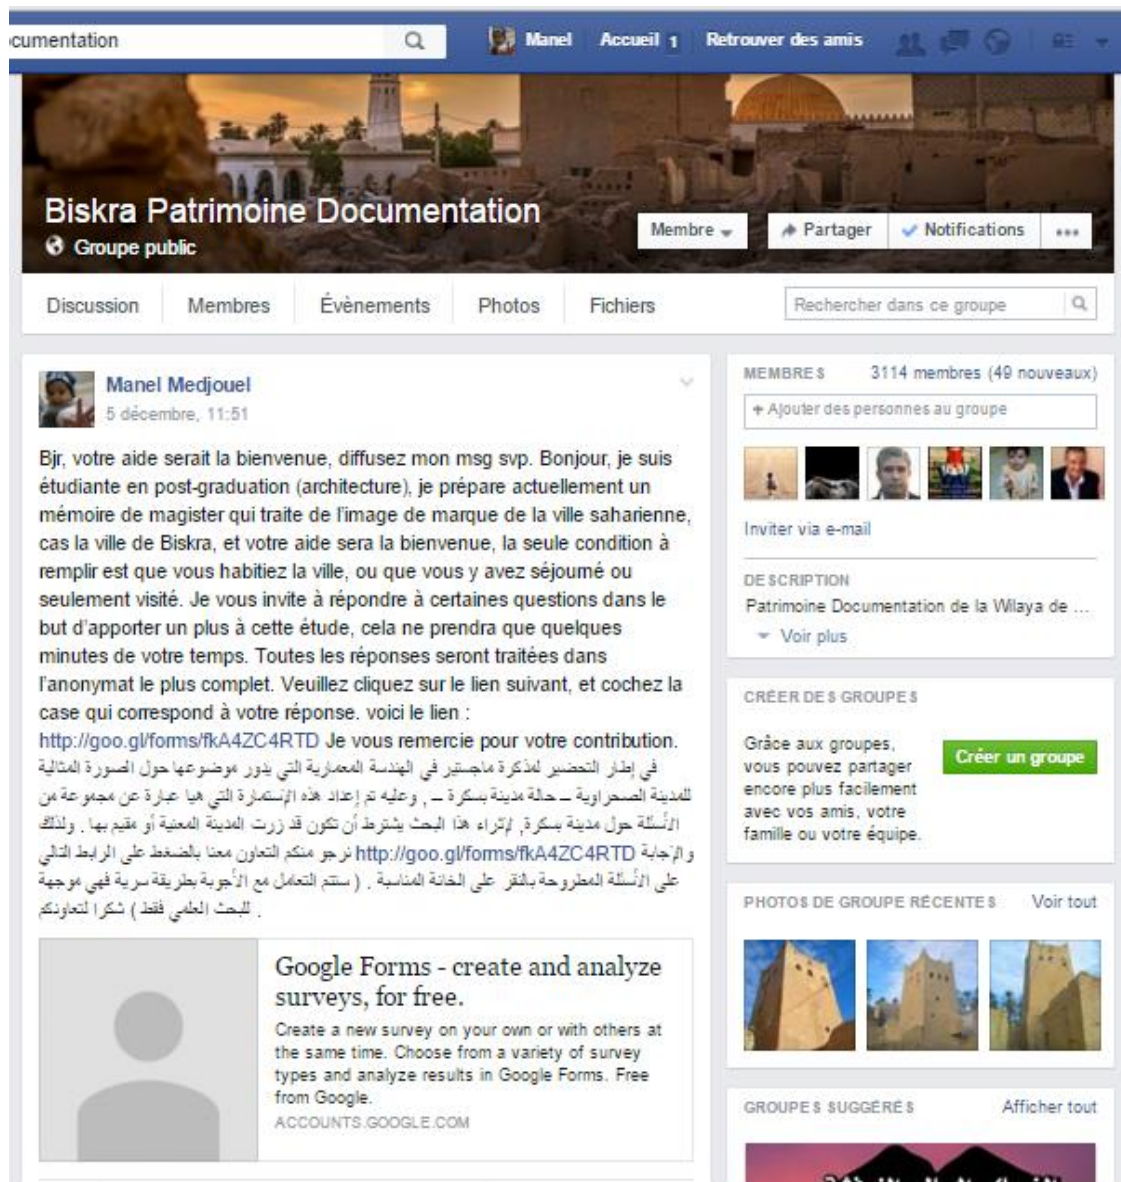 cumentation
Manel Accueil 1 Retrouver des amis
Biskra Patrimoine Documentation
Groupe public
Membre
Partager
Notifications
Discussion Membres Évènements Photos Fichiers
Rechercher dans ce groupe
Manel Medjouel
5 décembre, 11:51
Bjr, votre aide serait la bienvenue, diffusez mon msg svp. Bonjour, je suis
étudiante en post-graduation (architecture), je prépare actuellement un
mémoire de magister qui traite de l'image de marque de la ville saharienne,
cas la ville de Biskra, et votre aide sera la bienvenue, la seule condition à
remplir est que vous habitiez la ville, ou que vous y avez séjourné ou
seulement visité. Je vous invite à répondre à certaines questions dans le
but d'apporter un plus à cette étude, cela ne prendra que quelques
minutes de votre temps. Toutes les réponses seront traitées dans
l'anonymat le plus complet. Veuillez cliquez sur le lien suivant, et cochez la
case qui correspond à votre réponse. voici le lien :
http://goo.gl/forms/fkA4ZC4RTD Je vous remercie pour votre contribution.
في إطار التحضير لمذكرة ماجستير في الهندسة المعمارية التي يدور موضوعها حول الصورة المثالية
للمدينة الصحراوية ــ حالة مدينة بسكرة ــ , وعليه تم إعداد هذه الإستمارة التي هيا عبارة عن مجموعة من
الأسئلة حول مدينة بسكرة, لإثراء هذا البحث يشترط أن تكون قد زرت المدينة المعنية أو مقيم بها . ولذلك
نرجو منكم التعاون معنا بالضغط على الرابط التالي http://goo.gl/forms/fkA4ZC4RTD و الإجابة
على الأسئلة المطروحة بالنقر على الخانة المناسبة . ( ستتم التعامل مع الأجوبة بطريقة سرية فهي موجهة
للبحث العلمي فقط ) شكرا لتعاونكم .
Google Forms - create and analyze
surveys, for free.
Create a new survey on your own or with others at
the same time. Choose from a variety of survey
types and analyze results in Google Forms. Free
from Google.
ACCOUNTS.GOOGLE.COM
MEMBRES 3114 membres (49 nouveaux)
+ Ajouter des personnes au groupe
Inviter via e-mail
DESCRIPTION
Patrimoine Documentation de la Wilaya de ...
Voir plus
CRÉER DES GROUPES
Grâce aux groupes,
vous pouvez partager
encore plus facilement
avec vos amis, votre
famille ou votre équipe.
Créer un groupe
PHOTOS DE GROUPE RÉCENTES Voir tout
GROUPES SUGGÉRÉS Afficher tout